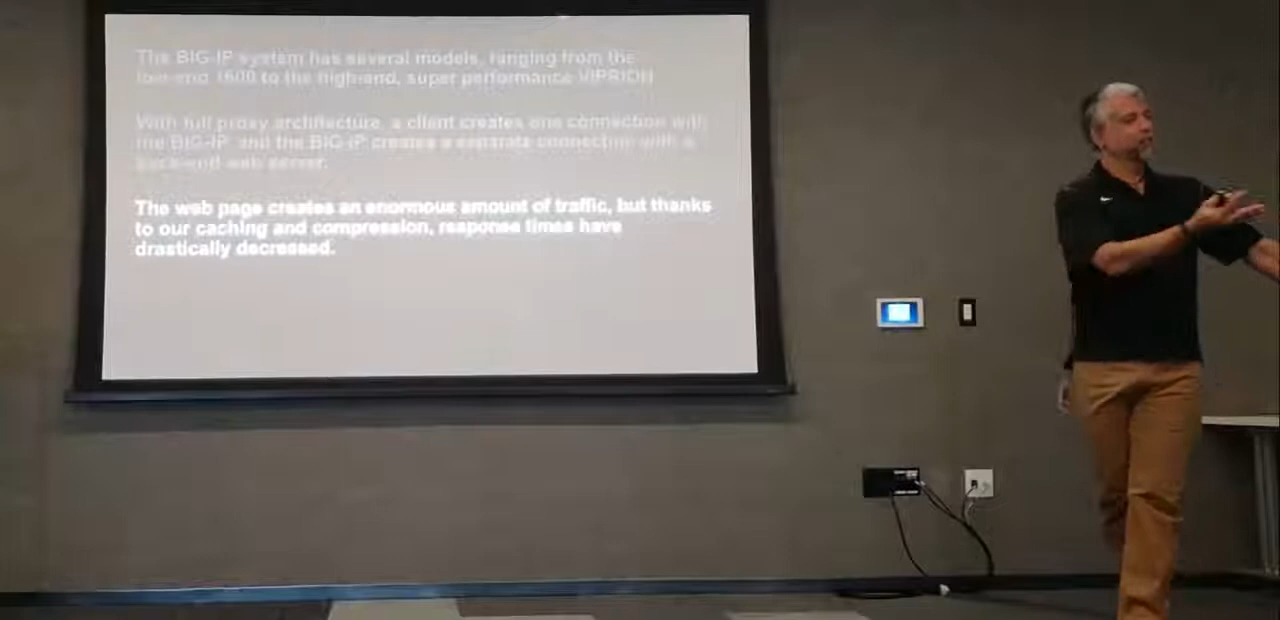 The BIG-IP system has several models, ranging from the
low-end 1600 to the high-end, super performance VIPRION
With full proxy architecture, a client creates one connection with
the BIG-IP, and the BIG-IP creates a separate connection with a
back-end web server.
The web page creates an enormous amount of traffic, but thanks
to our caching and compression, response times have
drastically decreased.